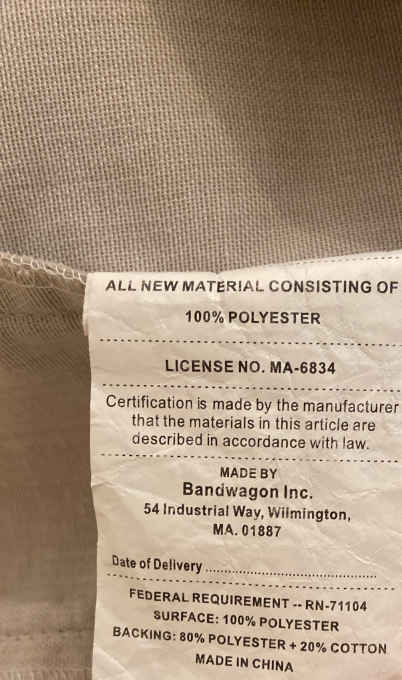 ALL NEW MATERIAL CONSISTING OF
100% POLYESTER
LICENSE NO. MA-6834
Certification is made by the manufacturer
that the materials in this article are
described in accordance with law.
MADE BY
Bandwagon Inc.
54 Industrial Way, Wilmington,
MA. 01887
Date of Delivery
FEDERAL REQUIREMENT -- RN-71104
SURFACE: 100% POLYESTER
BACKING: 80% POLYESTER + 20% COTTON
MADE IN CHINA